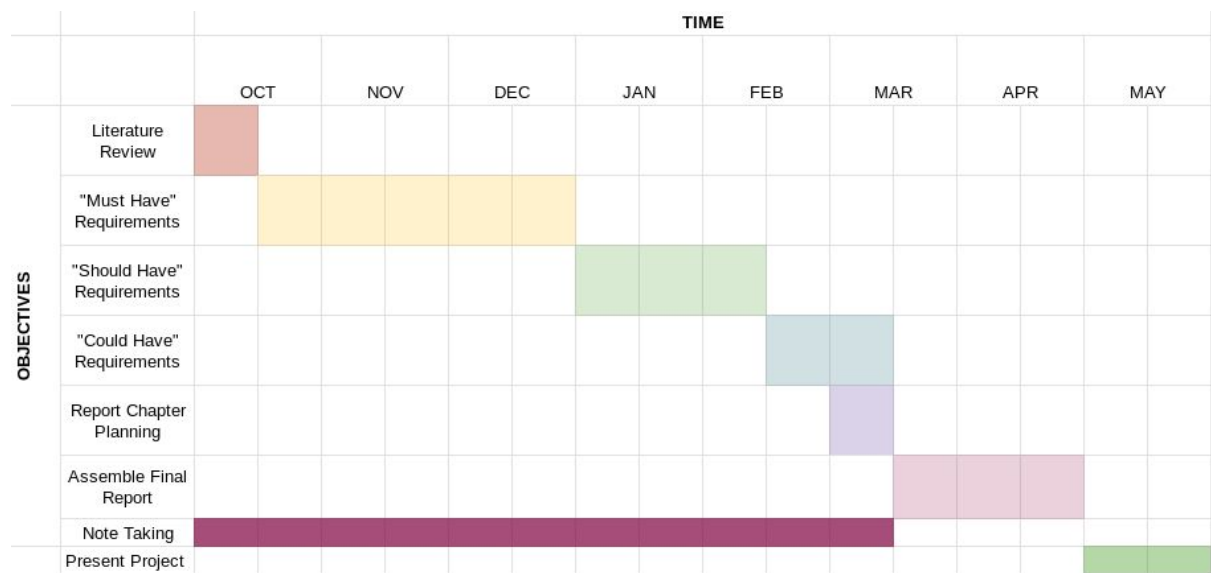 TIME
OCT NOV DEC JAN FEB MAR APR MAY
OBJECTIVES
Literature
Review
"Must Have"
Requirements
"Should Have"
Requirements
"Could Have"
Requirements
Report Chapter
Planning
Assemble Final
Report
Note Taking
Present Project